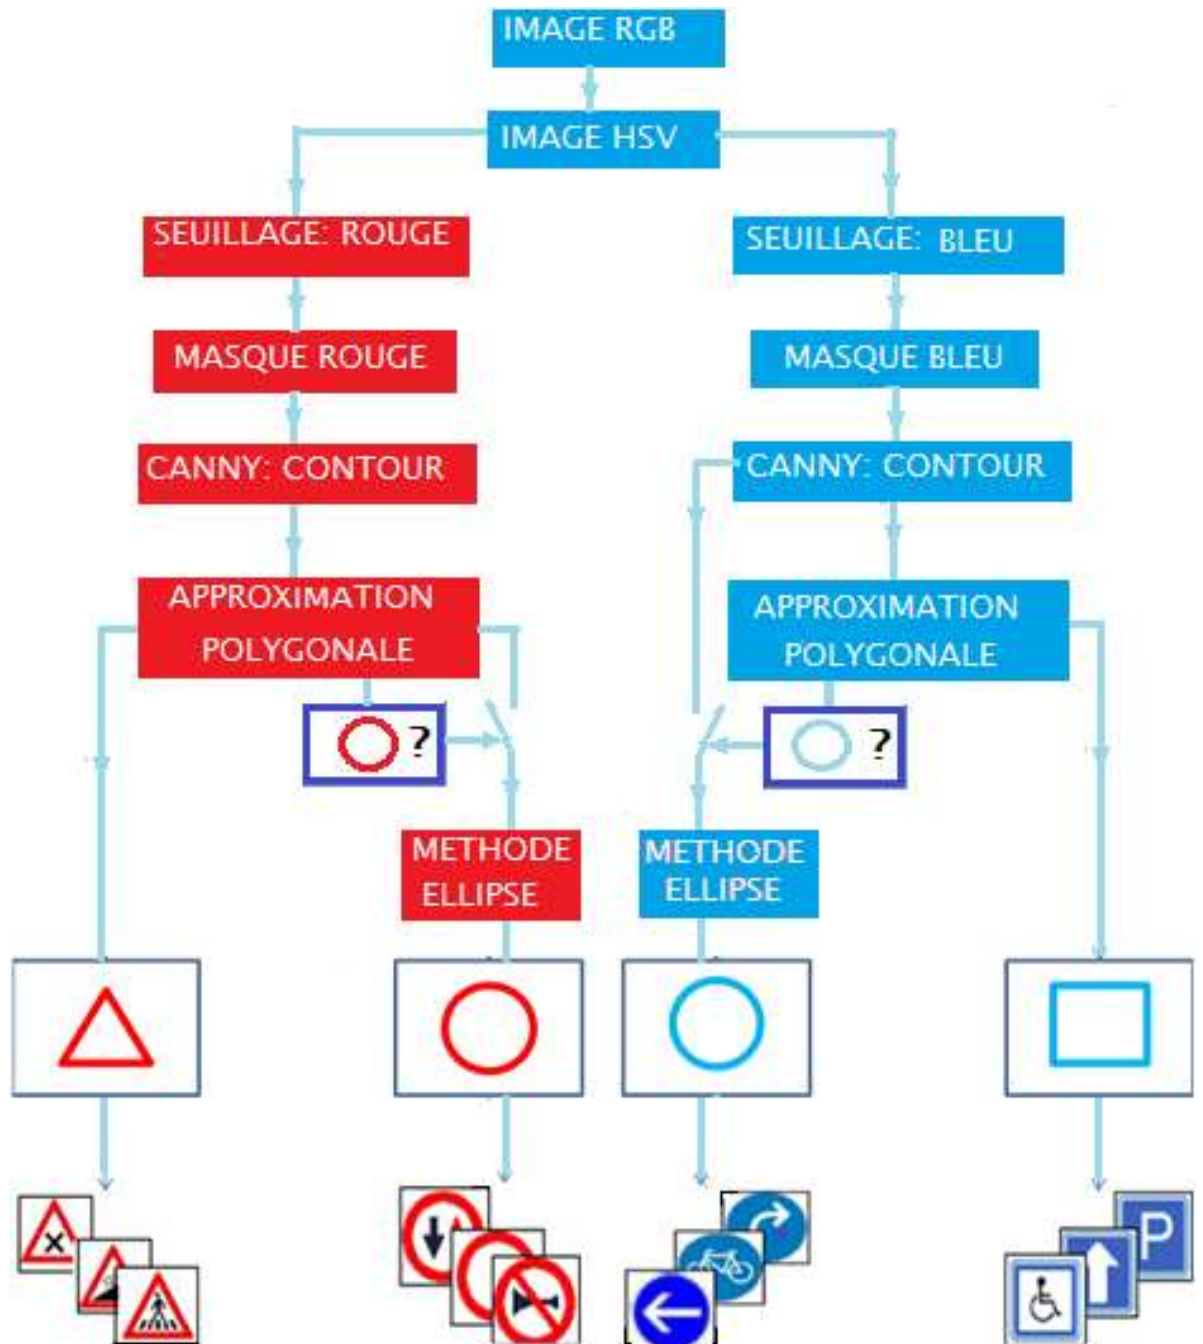 IMAGE RGB
IMAGE HSV
SEUILLAGE: ROUGE
SEUILLAGE: BLEU
MASQUE ROUGE
MASQUE BLEU
CANNY: CONTOUR
CANNY: CONTOUR
APPROXIMATION
POLYGONALE
APPROXIMATION
POLYGONALE
?
?
METHODE
ELLIPSE
METHODE
ELLIPSE
P